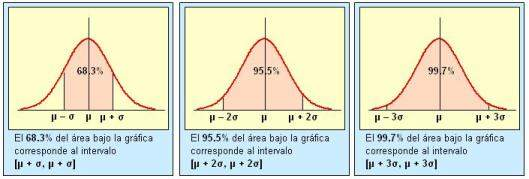 68.3%
μ − σ μ μ + σ
El 68.3% del área bajo la gráfica
corresponde al intervalo
[μ + σ, μ + σ]
95.5%
μ − 2σ μ μ + 2σ
El 95.5% del área bajo la gráfica
corresponde al intervalo
[μ + 2σ, μ + 2σ]
99.7%
μ − 3σ μ μ + 3σ
El 99.7% del área bajo la gráfica
corresponde al intervalo
[μ + 3σ, μ + 3σ]